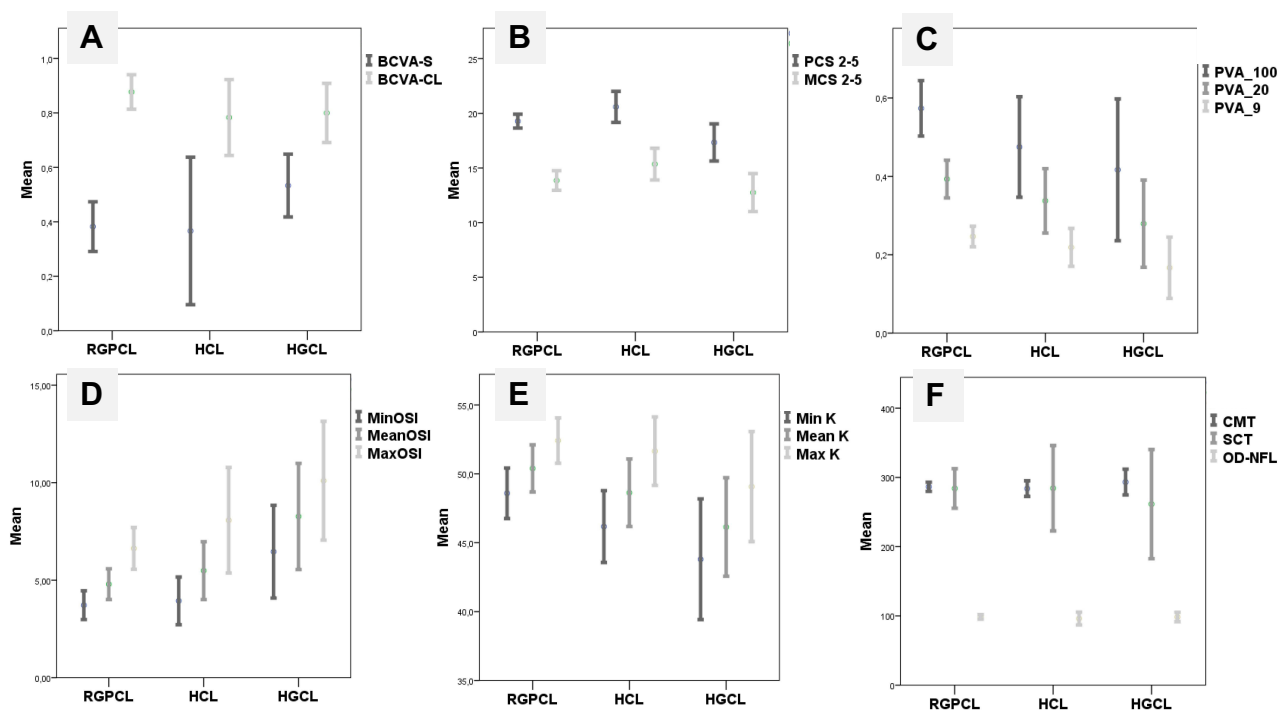 A
BCVA-S
BCVA-CL
Mean
1,0
0,8
0,6
0,4
0,2
0,0
RGPCL HCL HGCL
B
PCS 2-5
MCS 2-5
Mean
25
20
15
10
5
0
RGPCL HCL HGCL
C
PVA_100
PVA_20
PVA_9
Mean
0,6
0,4
0,2
0,0
RGPCL HCL HGCL
D
MinOSI
MeanOSI
MaxOSI
Mean
15,00
10,00
5,00
0,00
RGPCL HCL HGCL
E
Min K
Mean K
Max K
Mean
55,0
50,0
45,0
40,0
35,0
RGPCL HCL HGCL
F
CMT
SCT
OD-NFL
Mean
400
300
200
100
0
RGPCL HCL HGCL